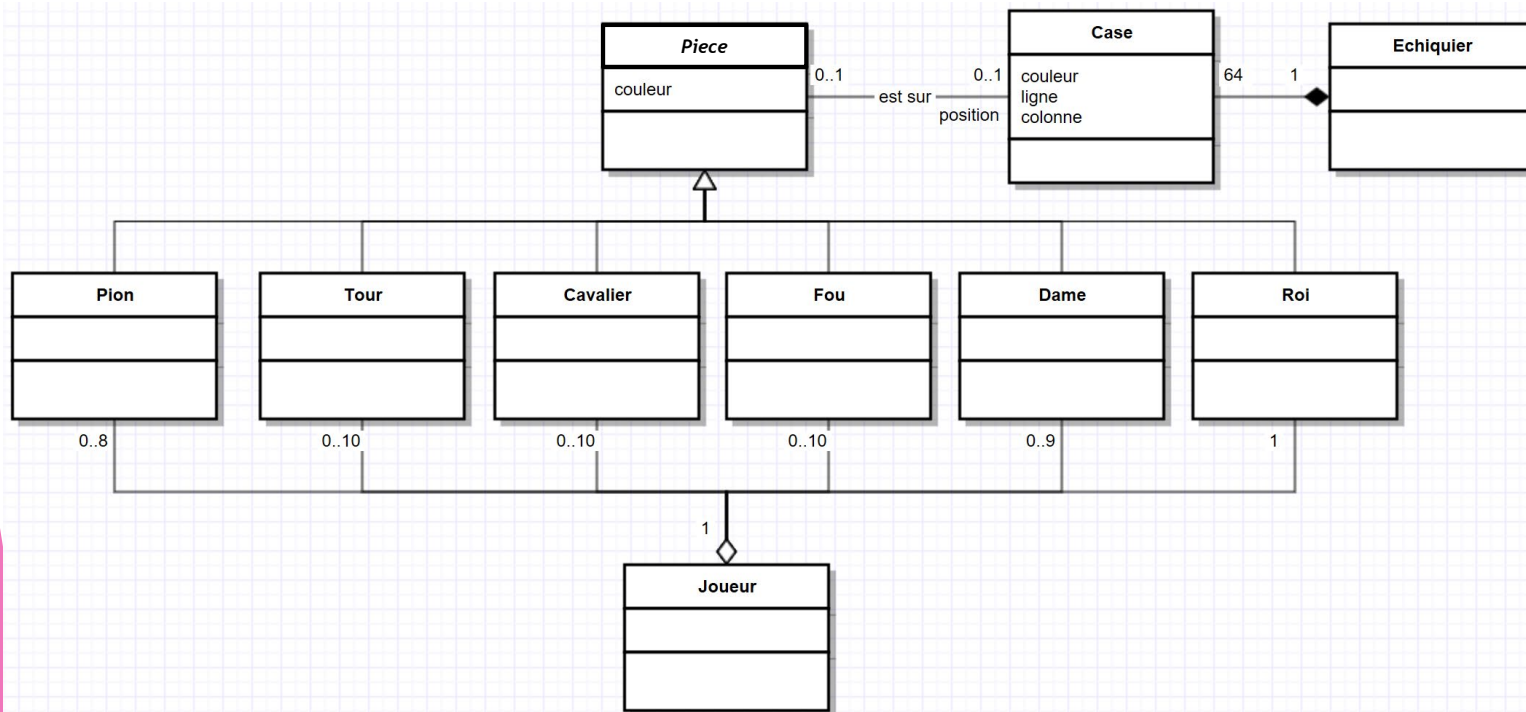 Piece
couleur
0..1
est sur
0..1
position
Case
couleur
ligne
colonne
64
1
Echiquier
Pion
Tour
Cavalier
Fou
Dame
Roi
0..8
0..10
0..10
0..10
0..9
1
1
Joueur